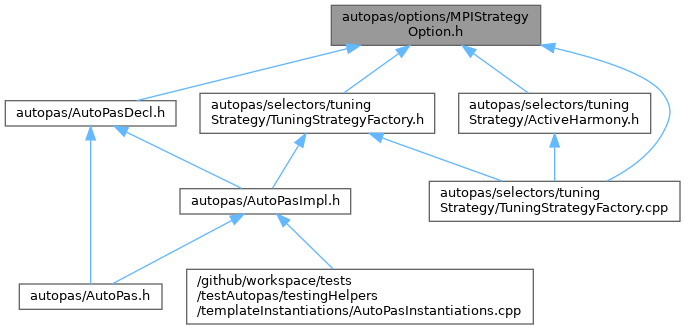 autopas/options/MPIStrategy
Option.h
autopas/AutoPasDecl.h
autopas/selectors/tuning
Strategy/TuningStrategyFactory.h
autopas/selectors/tuning
Strategy/ActiveHarmony.h
autopas/AutoPasImpl.h
autopas/selectors/tuning
Strategy/TuningStrategyFactory.cpp
autopas/AutoPas.h
/github/workspace/tests
/testAutopas/testingHelpers
/templateInstantiations/AutoPasInstantiations.cpp